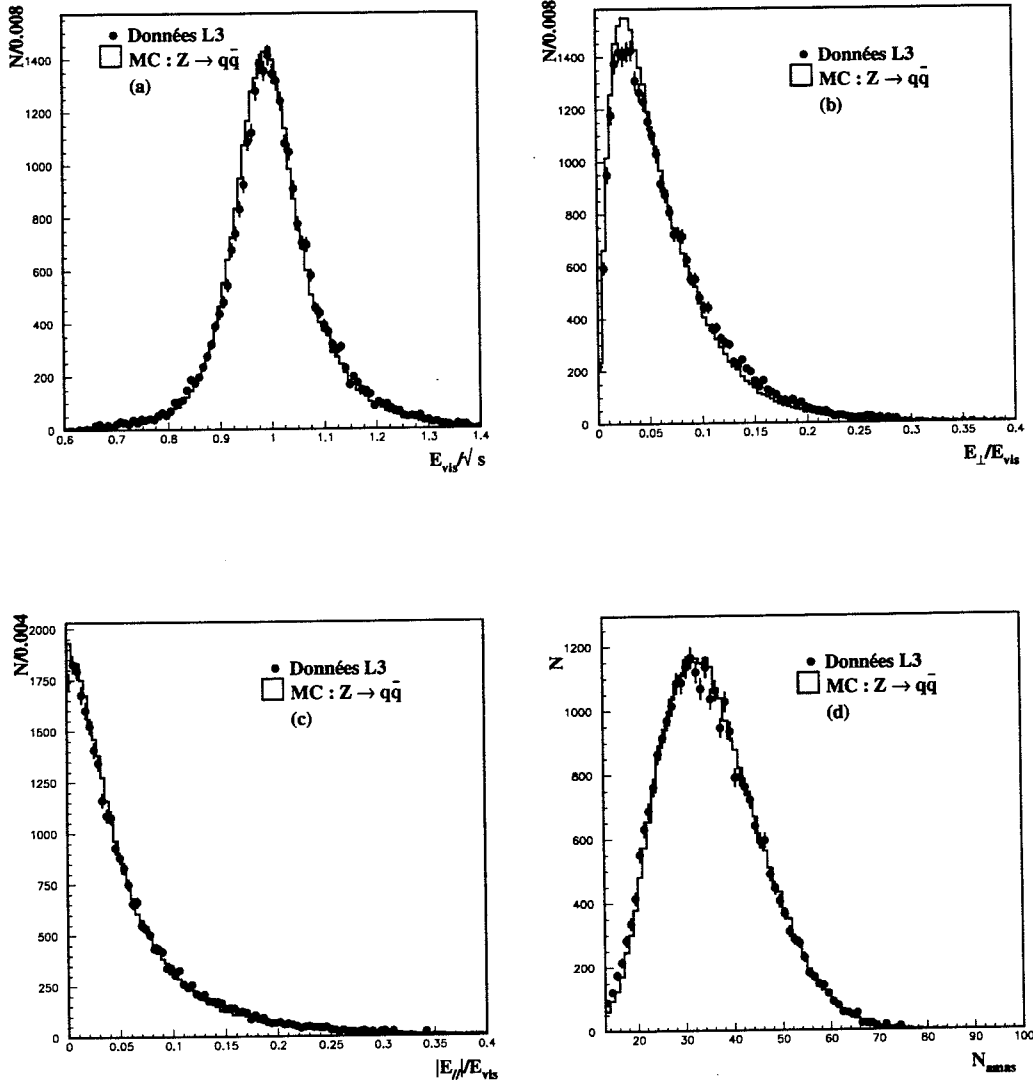 N/0.008
1400
1200
1000
800
600
400
200
0
0.6 0.7 0.8 0.9 1 1.1 1.2 1.3 1.4
E_vis/√s
Données L3
MC : Z → qq̄
(a)
N/0.008
1400
1200
1000
800
600
400
200
0
0 0.05 0.1 0.15 0.2 0.25 0.3 0.35 0.4
E_⊥/E_vis
Données L3
MC : Z → qq̄
(b)
N/0.004
2000
1750
1500
1250
1000
750
500
250
0
0 0.05 0.1 0.15 0.2 0.25 0.3 0.35 0.4
|E_//|/E_vis
Données L3
MC : Z → qq̄
(c)
N
1200
1000
800
600
400
200
0
20 30 40 50 60 70 80 90 100
N_amas
Données L3
MC : Z → qq̄
(d)